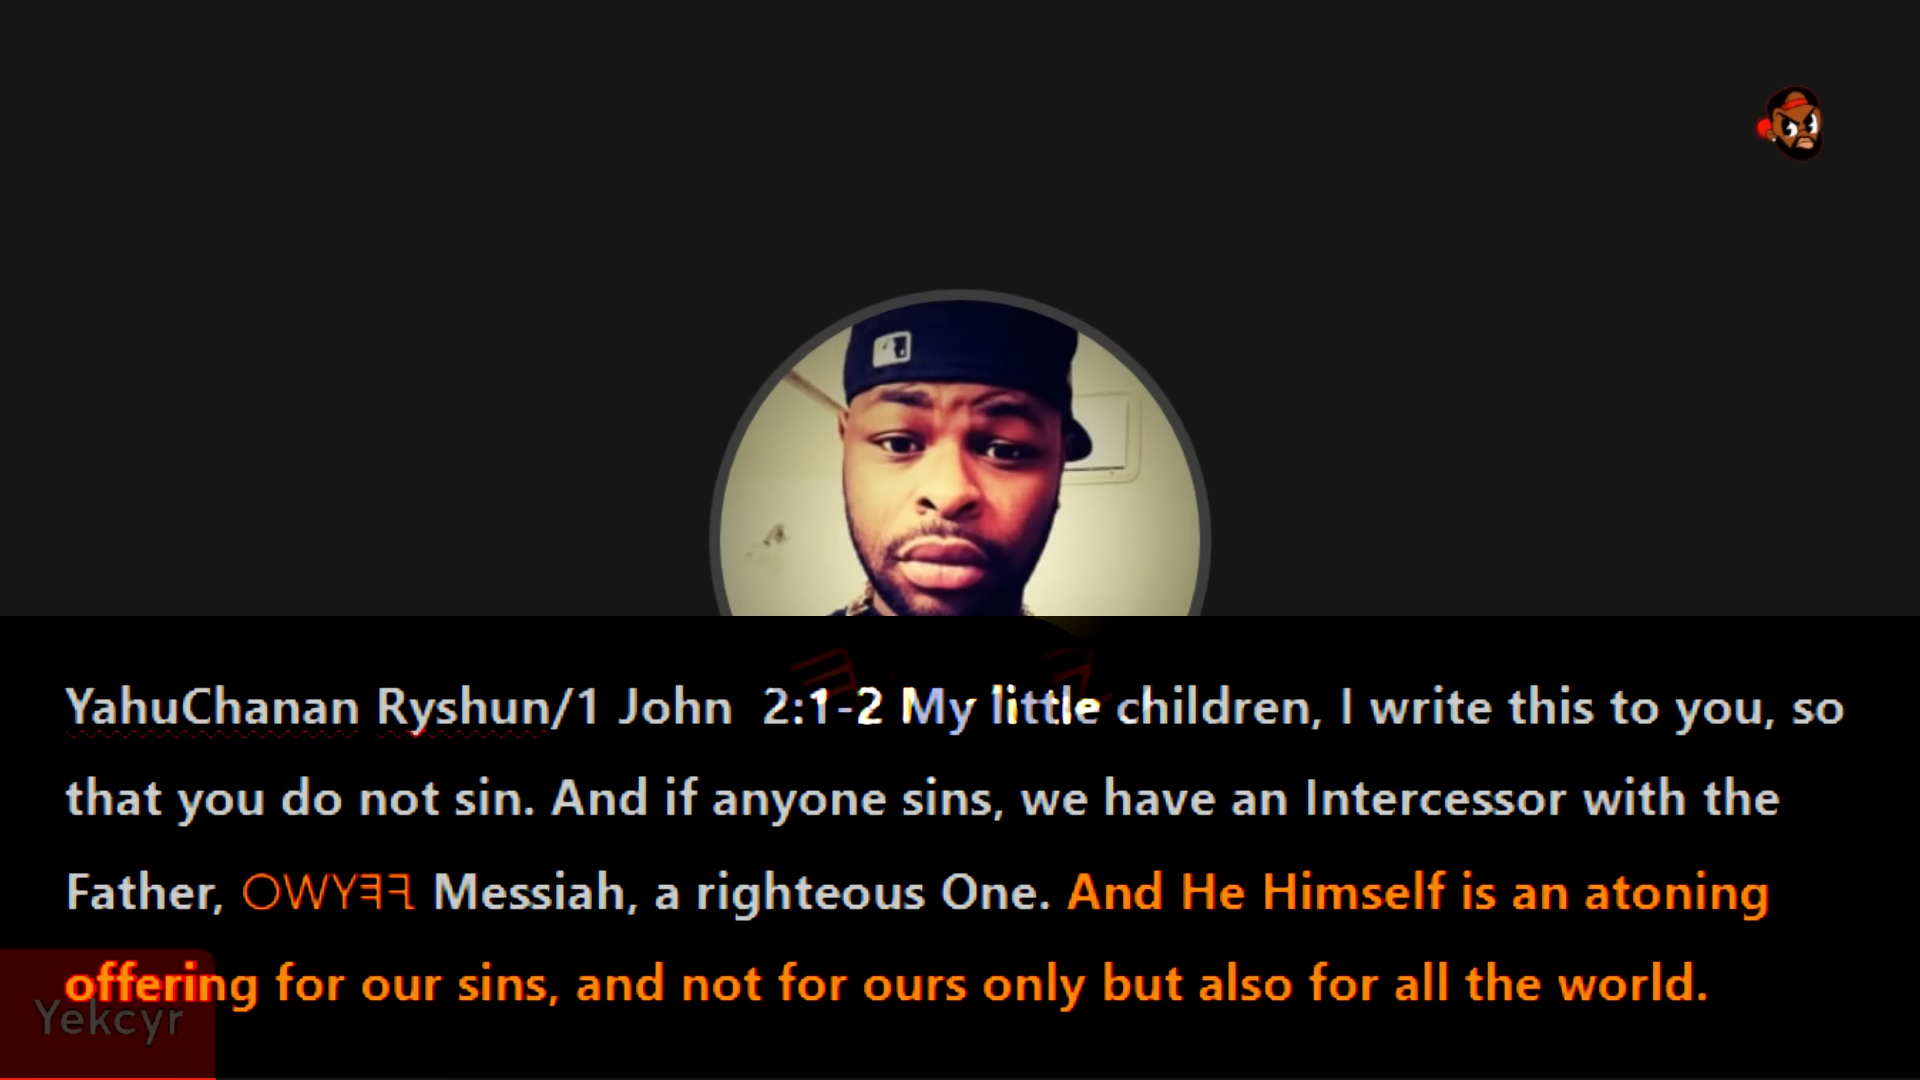 YahuChanan Ryshun/1 John 2:1-2 My little children, I write this to you, so
that you do not sin. And if anyone sins, we have an Intercessor with the
Father, 𐤉𐤄𐤅𐤔𐤏 Messiah, a righteous One. And He Himself is an atoning
offering for our sins, and not for ours only but also for all the world.
Yekcyr